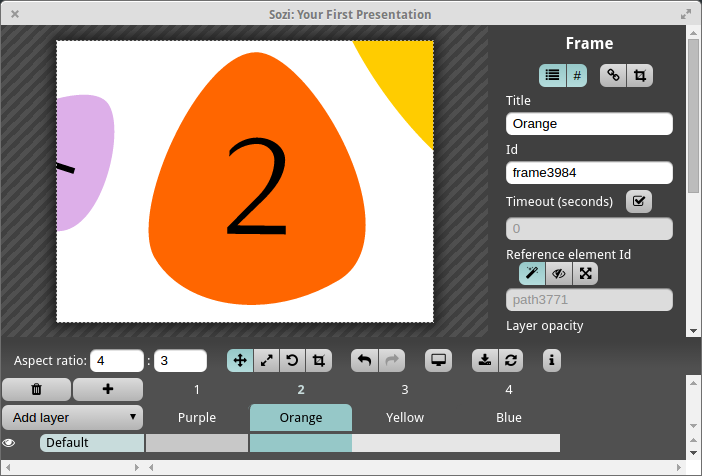 Sozi: Your First Presentation
2
Frame
#
Title
Orange
Id
frame3984
Timeout (seconds)
0
Reference element Id
path3771
Layer opacity
Aspect ratio: 4 : 3
1 2 3 4
Add layer Purple Orange Yellow Blue
Default